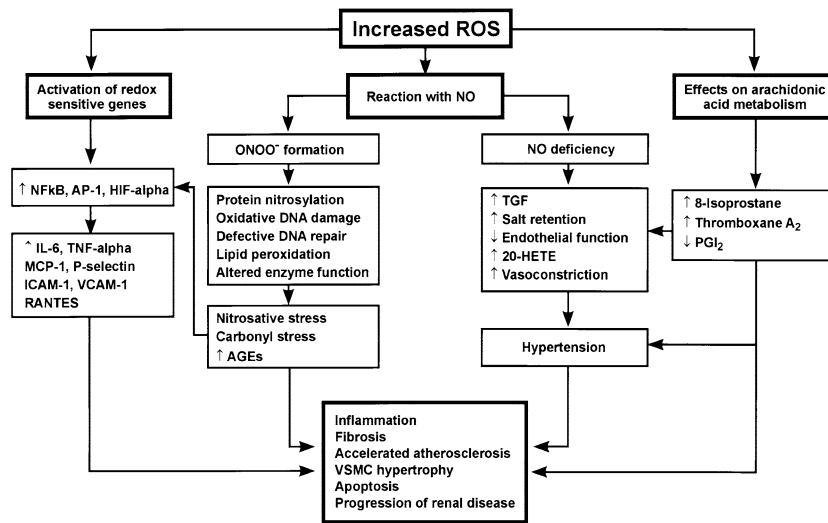 Increased ROS
Activation of redox
sensitive genes
Reaction with NO
Effects on arachidonic
acid metabolism
ONOO⁻ formation
NO deficiency
↑ NFkB, AP-1, HIF-alpha
Protein nitrosylation
Oxidative DNA damage
Defective DNA repair
Lipid peroxidation
Altered enzyme function
↑ TGF
↑ Salt retention
↓ Endothelial function
↑ 20-HETE
↑ Vasoconstriction
↑ 8-Isoprostane
↑ Thromboxane A₂
↓ PGI₂
↑ IL-6, TNF-alpha
MCP-1, P-selectin
ICAM-1, VCAM-1
RANTES
Nitrosative stress
Carbonyl stress
↑ AGEs
Hypertension
Inflammation
Fibrosis
Accelerated atherosclerosis
VSMC hypertrophy
Apoptosis
Progression of renal disease